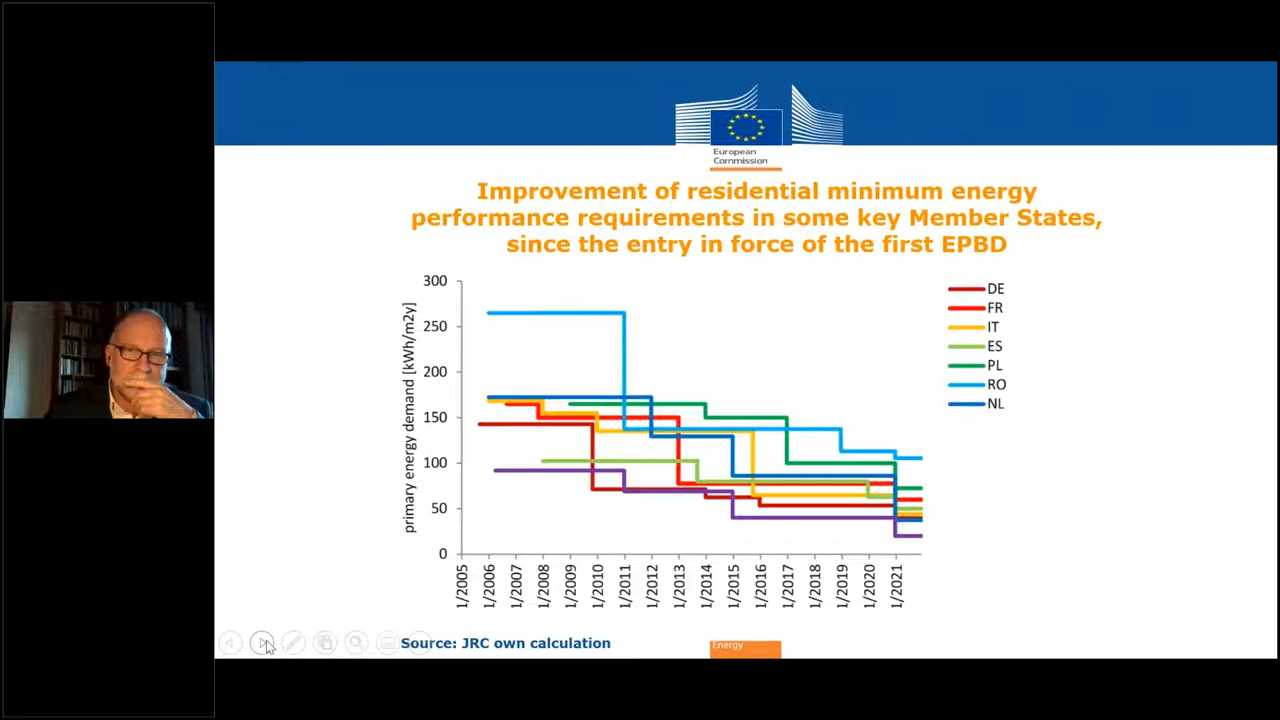 European
Commission
Improvement of residential minimum energy
performance requirements in some key Member States,
since the entry in force of the first EPBD
primary energy demand [kWh/m2y]
300
250
200
150
100
50
0
1/2005
1/2006
1/2007
1/2008
1/2009
1/2010
1/2011
1/2012
1/2013
1/2014
1/2015
1/2016
1/2017
1/2018
1/2019
1/2020
1/2021
DE
FR
IT
ES
PL
RO
NL
Source: JRC own calculation
Energy